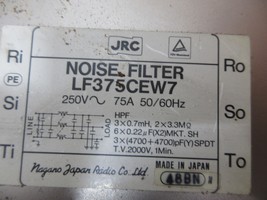 JRC
Ri
Ro
PE
NOISE FILTER
LF375CEW7
250V~ 75A 50/60Hz
Si
So
LINE
LOAD
HPF
3×0.7mH, 2×3.3MΩ
6×0.22μF(X2)MKT. SH
3×(4700+4700)pF(Y)SPDT
T.V.2000V, 1Min.
Ti
To
Nagano Japan Radio Co.
MADE IN JAPAN
48BN